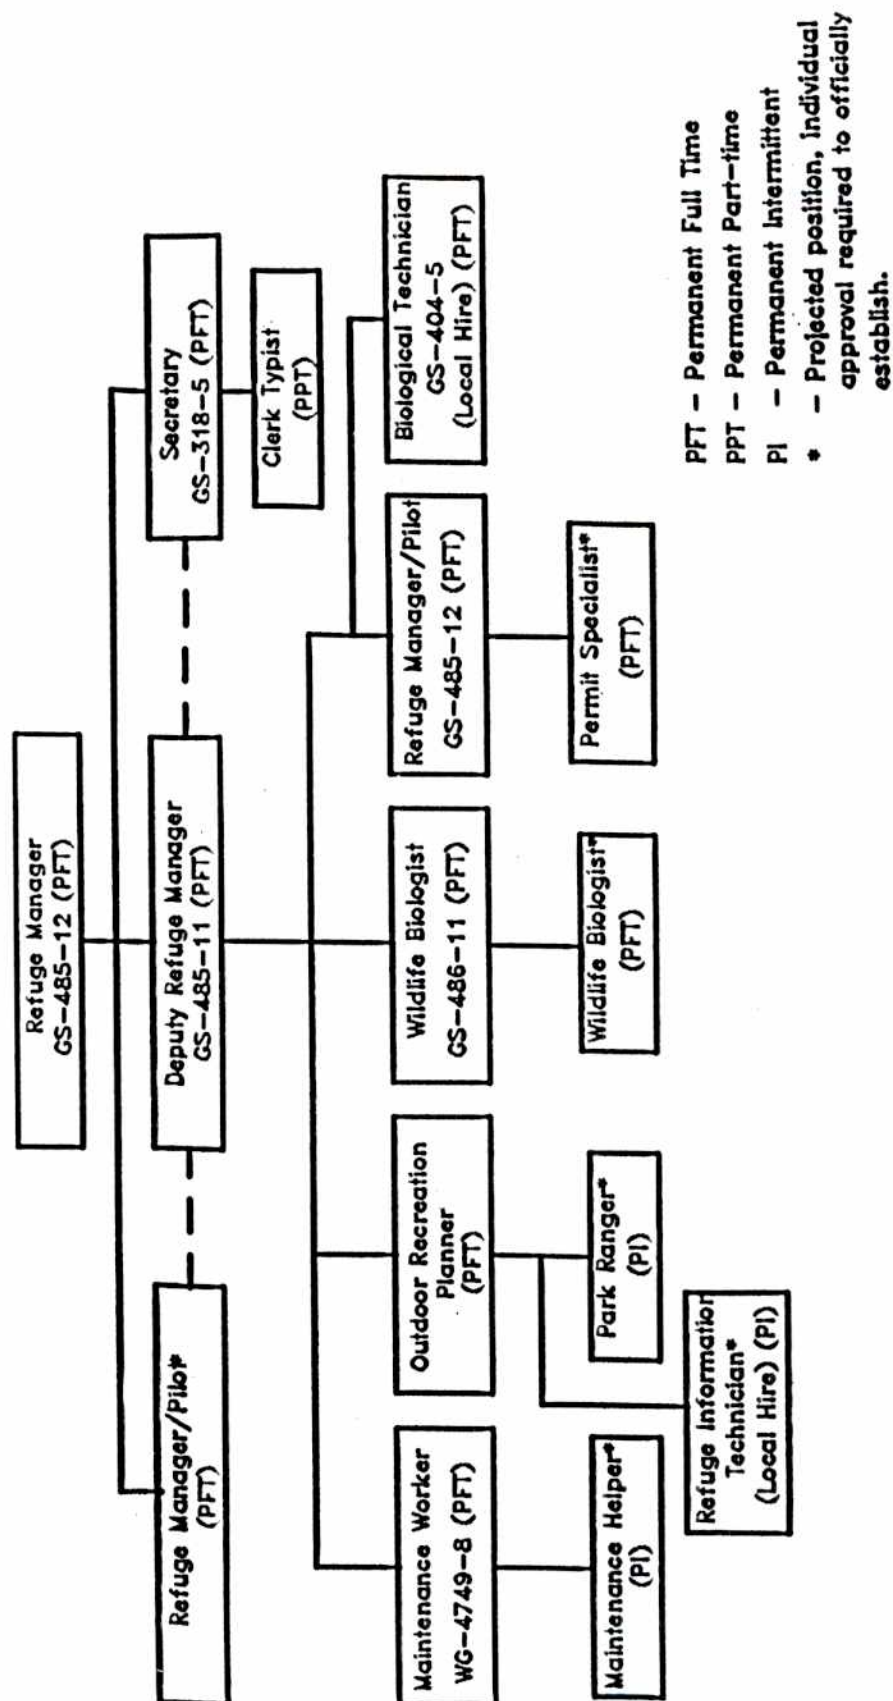 Refuge Manager
GS-485-12 (PFT)
Refuge Manager/Pilot*
(PFT)
Deputy Refuge Manager
GS-485-11 (PFT)
Secretary
GS-318-5 (PFT)
Clerk Typist
(PPT)
Maintenance Worker
WG-4749-8 (PFT)
Outdoor Recreation
Planner
(PFT)
Wildlife Biologist
GS-486-11 (PFT)
Refuge Manager/Pilot
GS-485-12 (PFT)
Biological Technician
GS-404-5
(Local Hire) (PFT)
Maintenance Helper*
(PI)
Park Ranger*
(PI)
Refuge Information
Technician*
(Local Hire) (PI)
Wildlife Biologist*
(PFT)
Permit Specialist*
(PFT)
PFT - Permanent Full Time
PPT - Permanent Part-time
PI - Permanent Intermittent
* - Projected position, individual
approval required to officially
establish.